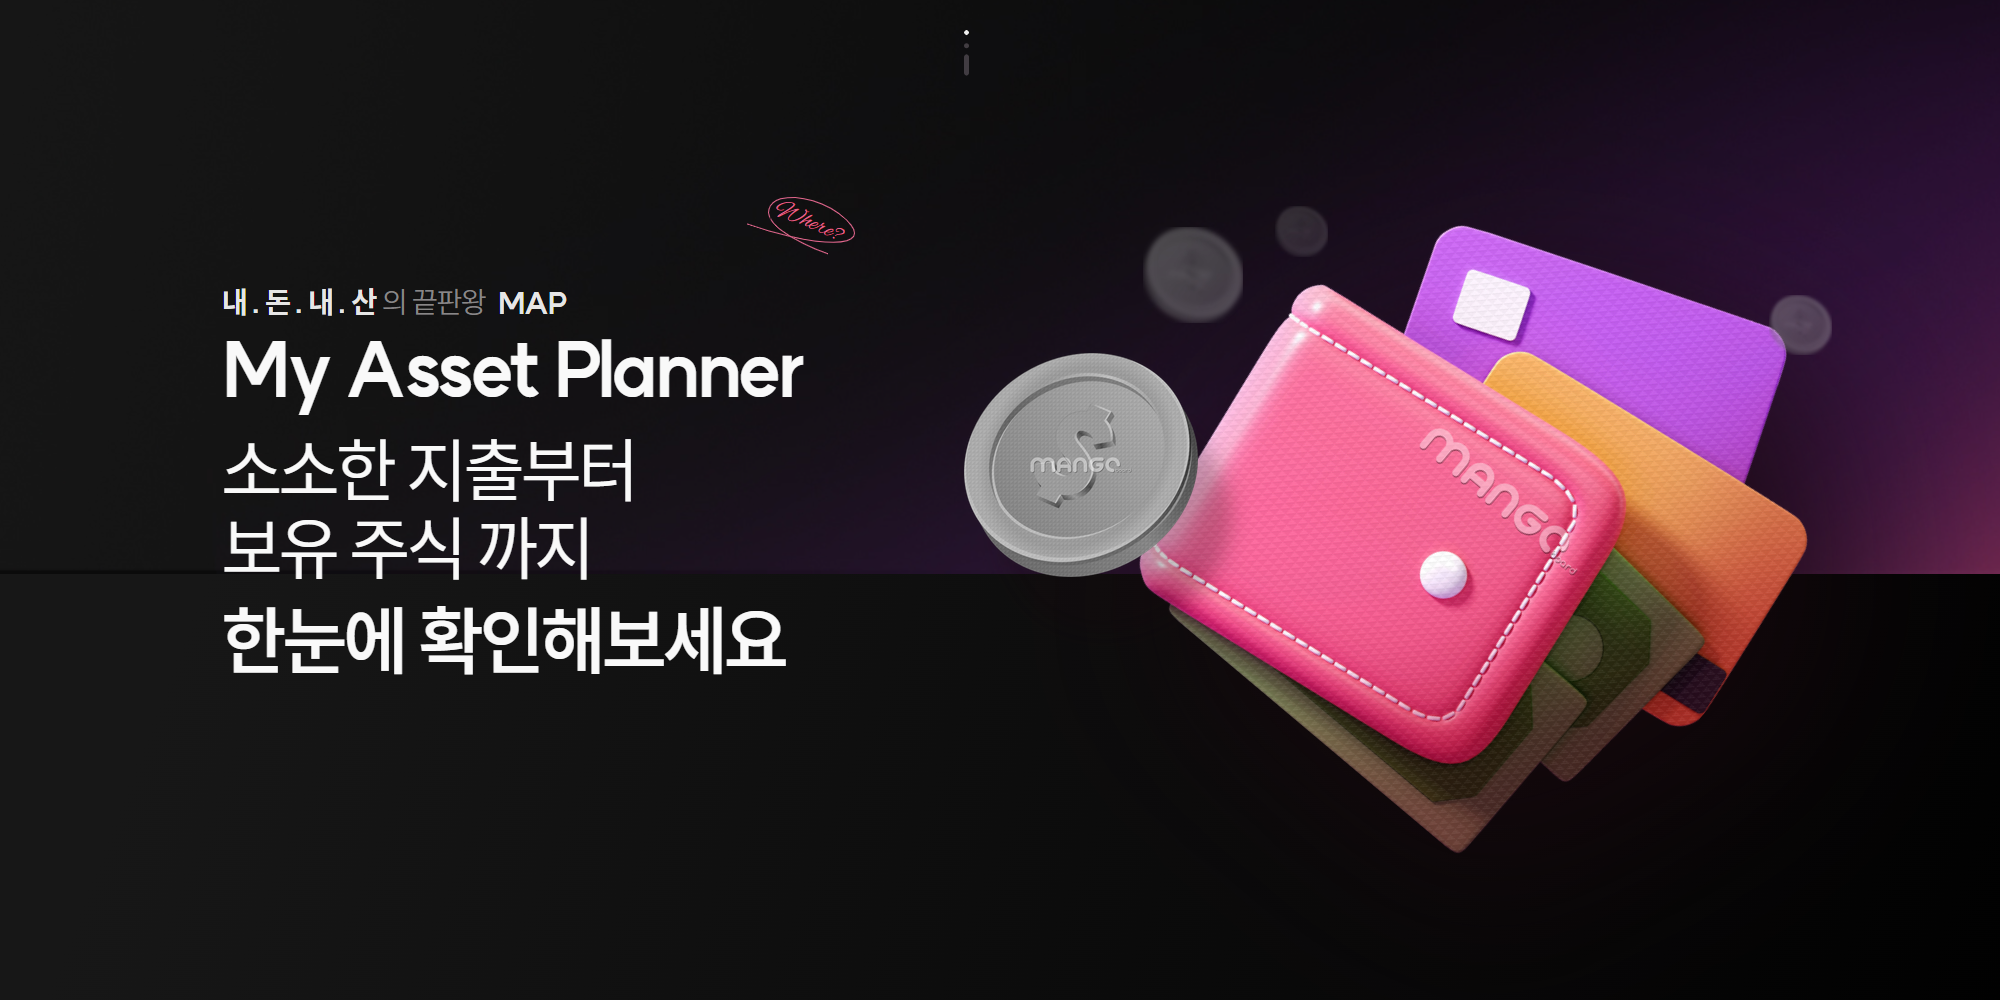 Where?
내.돈.내.산의 끝판왕 MAP
My Asset Planner
소소한 지출부터
보유 주식 까지
한눈에 확인해보세요
MANGO
MANGO
board